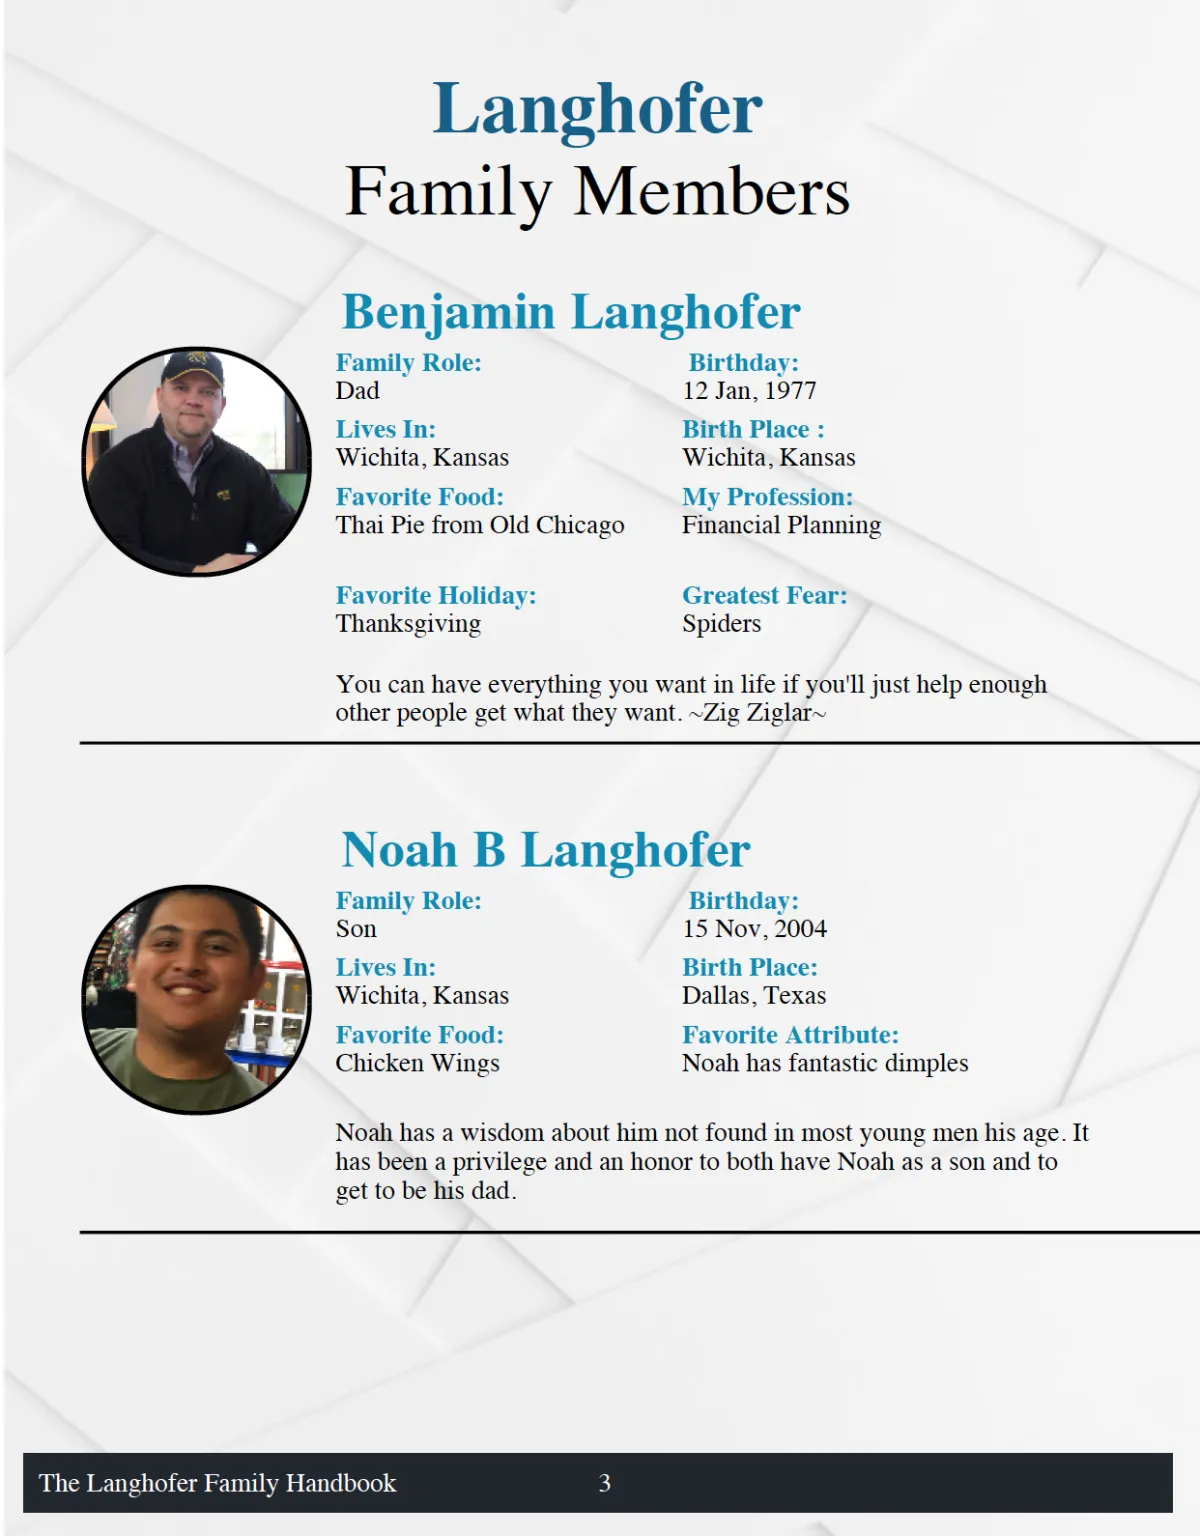 Langhofer
Family Members
Benjamin Langhofer
Family Role:
Dad
Birthday:
12 Jan, 1977
Lives In:
Wichita, Kansas
Birth Place :
Wichita, Kansas
Favorite Food:
Thai Pie from Old Chicago
My Profession:
Financial Planning
Favorite Holiday:
Thanksgiving
Greatest Fear:
Spiders
You can have everything you want in life if you'll just help enough
other people get what they want. ~Zig Ziglar~
Noah B Langhofer
Family Role:
Son
Birthday:
15 Nov, 2004
Lives In:
Wichita, Kansas
Birth Place:
Dallas, Texas
Favorite Food:
Chicken Wings
Favorite Attribute:
Noah has fantastic dimples
Noah has a wisdom about him not found in most young men his age. It
has been a privilege and an honor to both have Noah as a son and to
get to be his dad.
The Langhofer Family Handbook
3